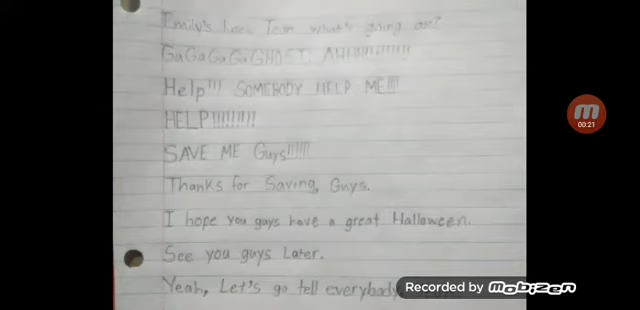 Emily's lines: Team what's going on?
GaGaGaGaGHOST! AHHHH!!!!!!!!
Help!!! SOMEBODY HELP ME!!!!
HELP!!!!!!!!!
SAVE ME Guys!!!!!!
Thanks for Saving, Guys.
I hope you guys have a great Halloween.
See you guys Later.
Yeah, Let's go tell everybody
00:21
Recorded by mobizen